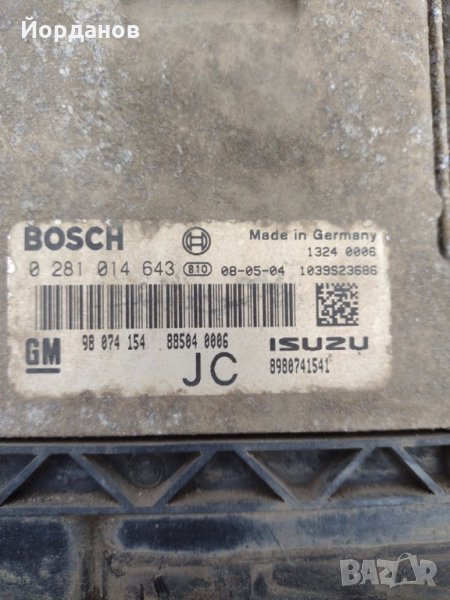 Йорданов
BOSCH
Made in Germany
1324 0006
0 281 014 643 810 08-05-04 1039S23686
GM 98 074 154 88504 0006 ISUZU
JC 8980741541
BAZAR